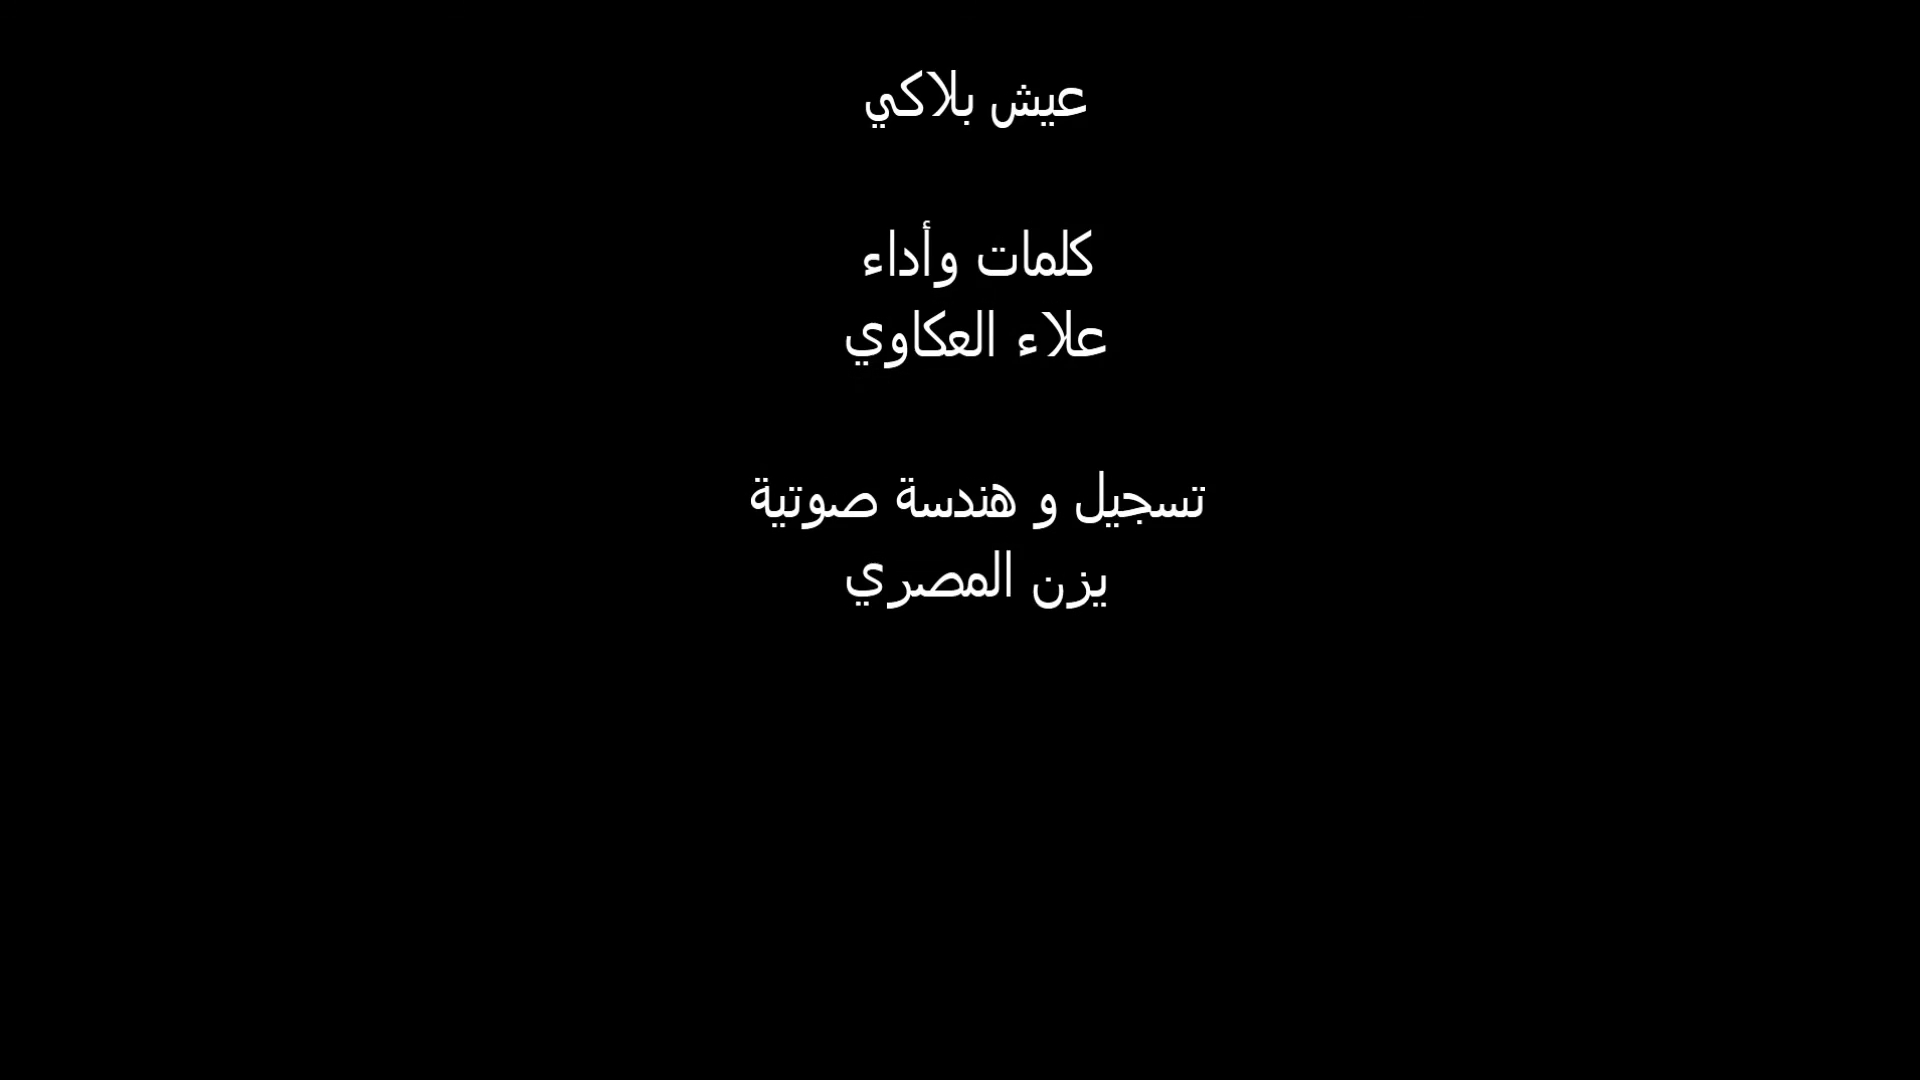 عيش بلاكي
كلمات وأداء
علاء العكاوي
تسجيل و هندسة صوتية
يزن المصري